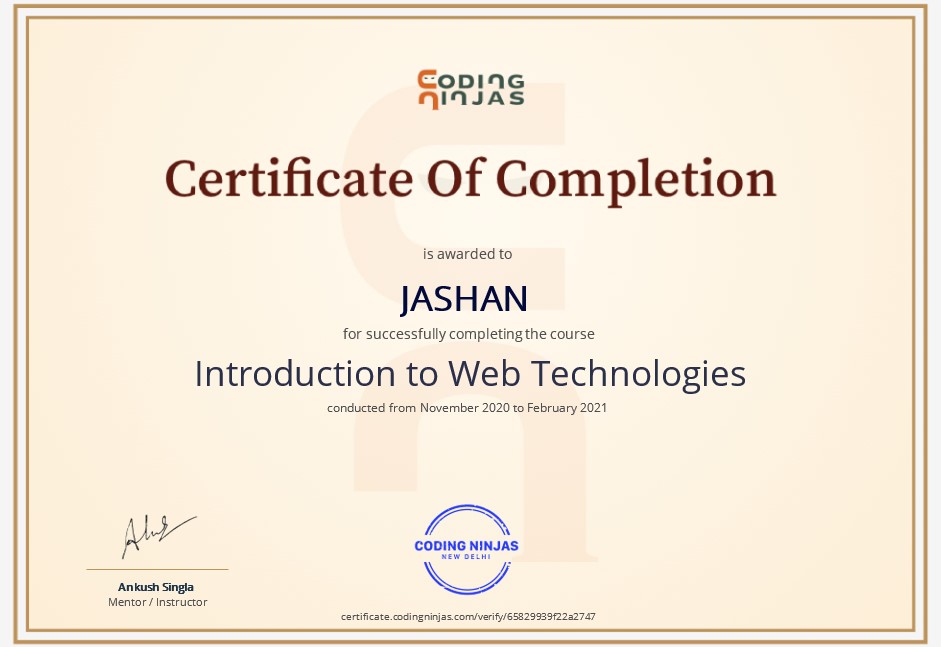 CODING
NINJAS
Certificate Of Completion
is awarded to
JASHAN
for successfully completing the course
Introduction to Web Technologies
conducted from November 2020 to February 2021
CODING NINJAS
NEW DELHI
Ankush Singla
Mentor / Instructor
certificate.codingninjas.com/verify/65829939f22a2747